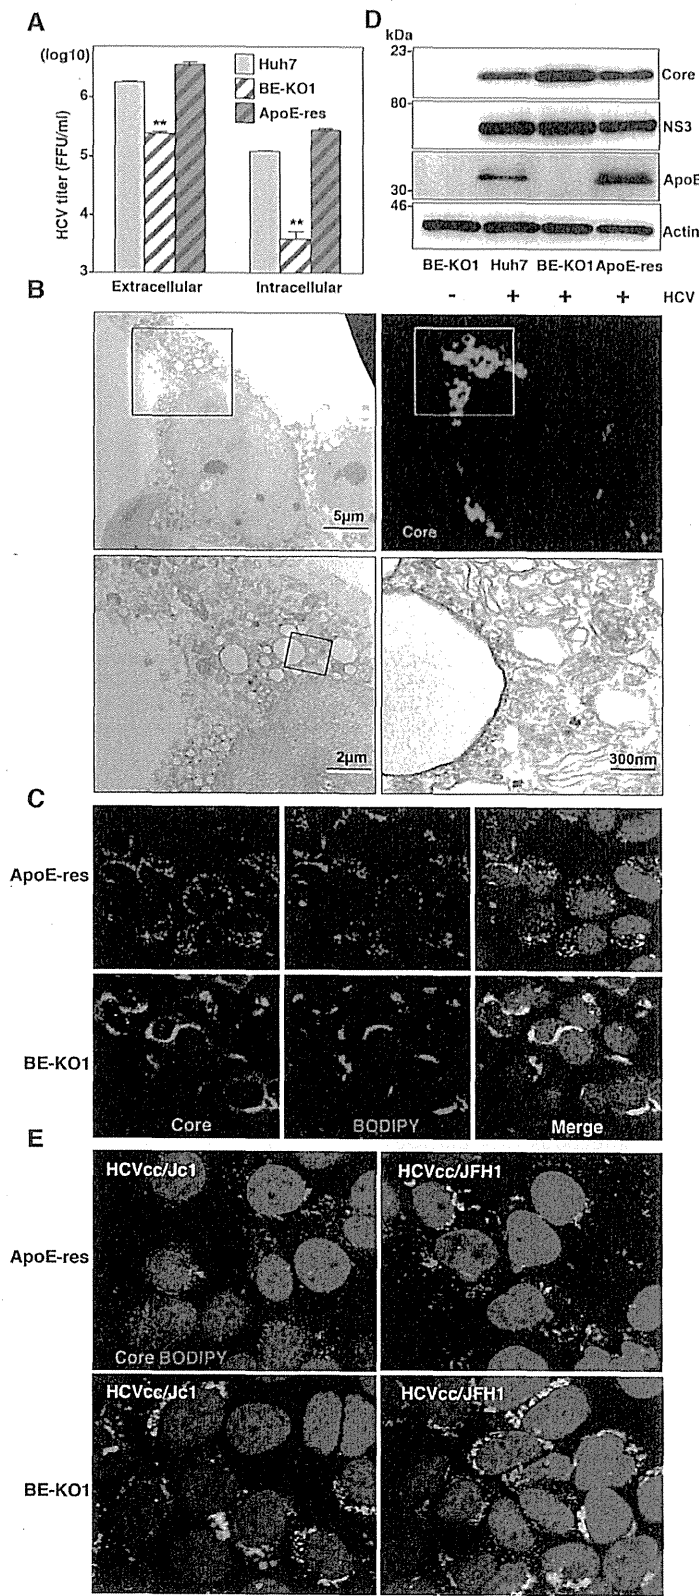 A
(log10)
6
5
4
3
HCV titer (FFU/ml)
Huh7
BE-KO1
ApoE-res
**
**
Extracellular
Intracellular
D
kDa
23-
80-
30-
46-
Core
NS3
ApoE
Actin
BE-KO1 Huh7 BE-KO1 ApoE-res
- + + + HCV
B
5µm
Core
2µm
300nm
C
ApoE-res
BE-KO1
Core
BODIPY
Merge
E
ApoE-res
HCVcc/Jc1
HCVcc/JFH1
Core BODIPY
BE-KO1
HCVcc/Jc1
HCVcc/JFH1